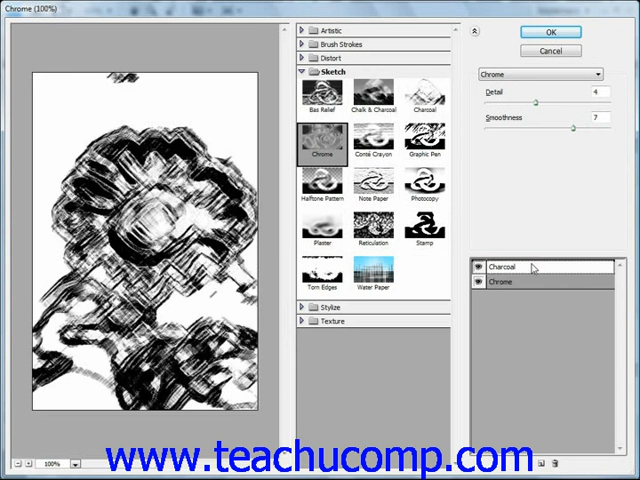 Chrome (100%)
Artistic
Brush Strokes
Distort
Sketch
Bas Relief
Chalk & Charcoal
Charcoal
Chrome
Conté Crayon
Graphic Pen
Halftone Pattern
Note Paper
Photocopy
Plaster
Reticulation
Stamp
Torn Edges
Water Paper
Stylize
Texture
OK
Cancel
Chrome
Detail 4
Smoothness 7
Charcoal
Chrome
100%
www.teachucomp.com